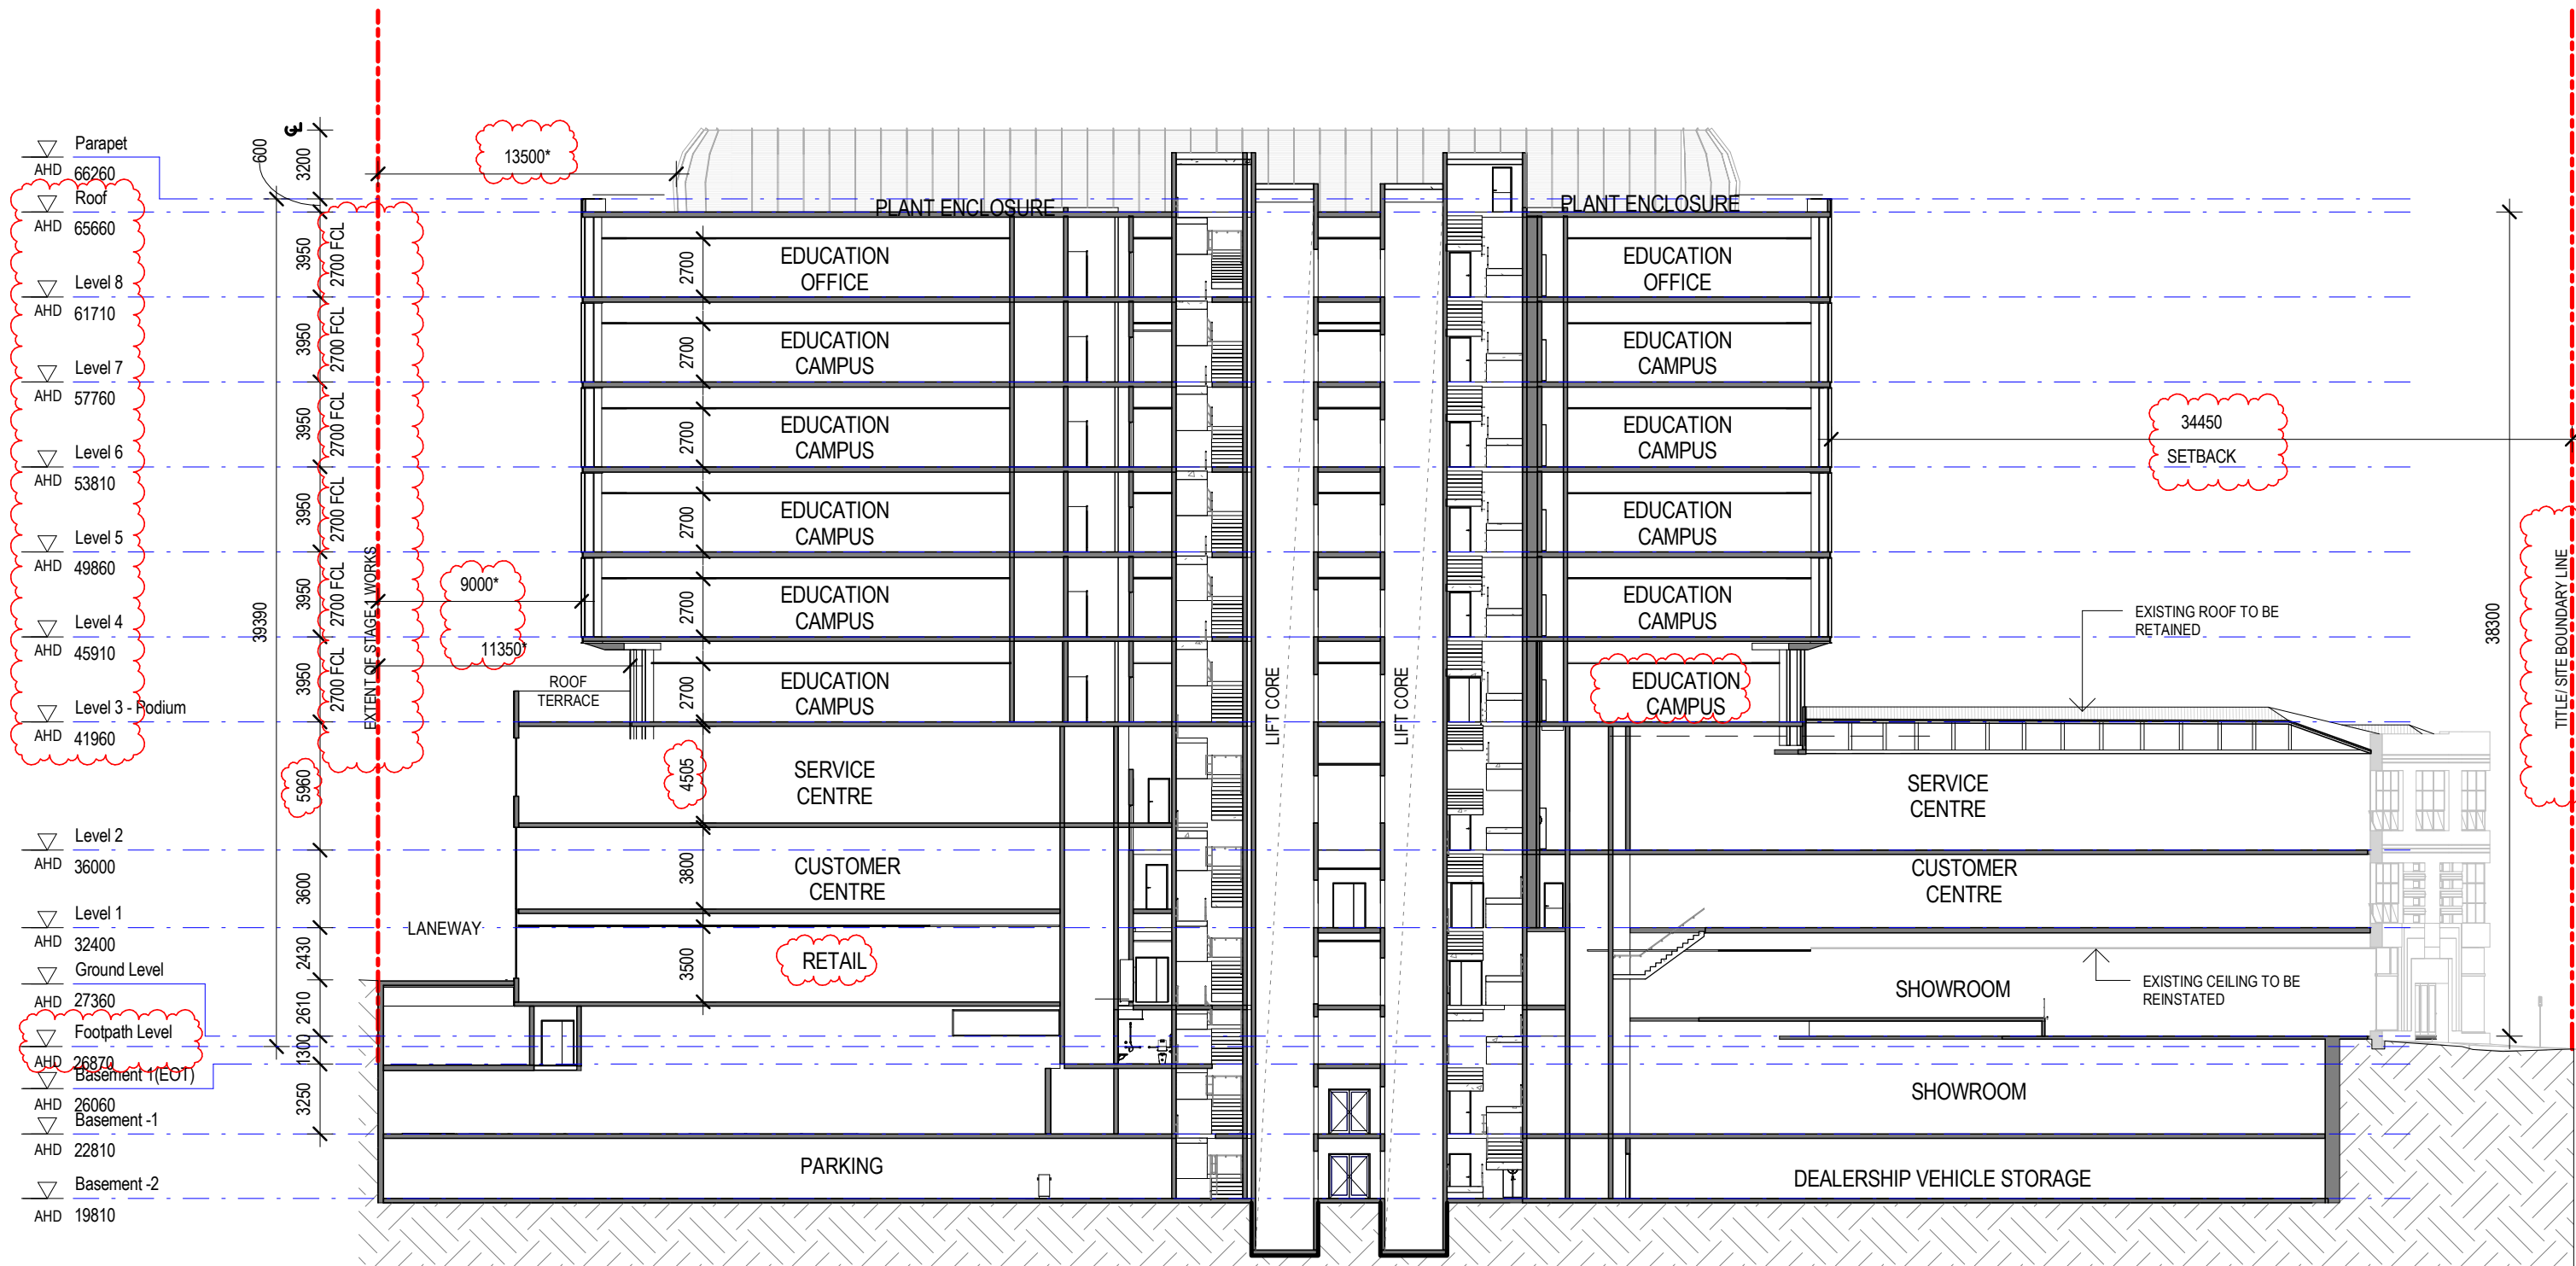 Parapet
AHD 66260
Roof
AHD 65660
Level 8
AHD 61710
Level 7
AHD 57760
Level 6
AHD 53810
Level 5
AHD 49860
Level 4
AHD 45910
Level 3 - Podium
AHD 41960
Level 2
AHD 36000
Level 1
AHD 32400
Ground Level
AHD 27360
Footpath Level
AHD 26870
Basement 1(EOT)
AHD 26060
Basement -1
AHD 22810
Basement -2
AHD 19810
600
39390
3200
3950
3950
3950
3950
3950
3950
5960
3600
2430
2610
1300
3250
2700 FCL
2700 FCL
2700 FCL
2700 FCL
2700 FCL
2700 FCL
EXTENT OF STAGE 1 WORKS
13500*
9000*
11350*
ROOF
TERRACE
LANEWAY
PLANT ENCLOSURE
2700
EDUCATION
OFFICE
2700
EDUCATION
CAMPUS
2700
EDUCATION
CAMPUS
2700
EDUCATION
CAMPUS
2700
EDUCATION
CAMPUS
2700
EDUCATION
CAMPUS
4505
SERVICE
CENTRE
3800
CUSTOMER
CENTRE
3500
RETAIL
PARKING
LIFT CORE
LIFT CORE
PLANT ENCLOSURE
EDUCATION
OFFICE
EDUCATION
CAMPUS
EDUCATION
CAMPUS
EDUCATION
CAMPUS
EDUCATION
CAMPUS
EDUCATION
CAMPUS
SERVICE
CENTRE
CUSTOMER
CENTRE
SHOWROOM
SHOWROOM
DEALERSHIP VEHICLE STORAGE
EXISTING ROOF TO BE
RETAINED
EXISTING CEILING TO BE
REINSTATED
34450
SETBACK
38300
TITLE/ SITE BOUNDARY LINE